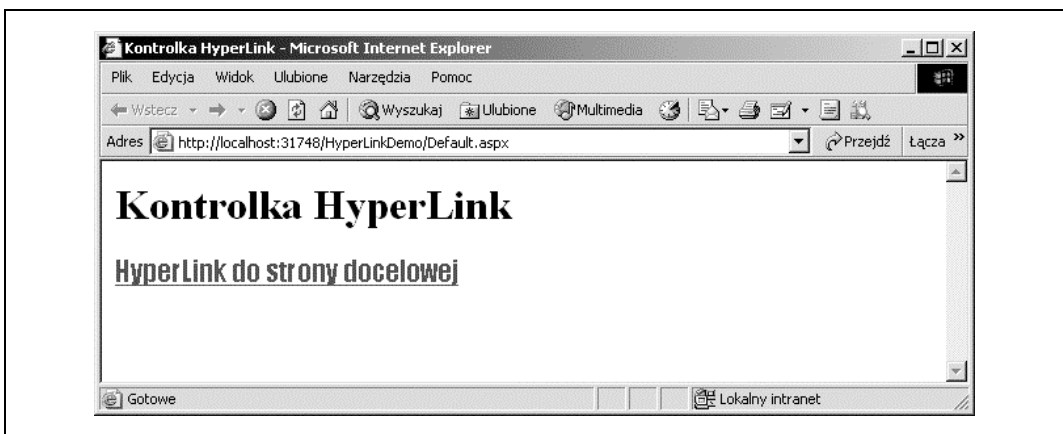 Kontrolka HyperLink - Microsoft Internet Explorer
Plik Edycja Widok Ulubione Narzędzia Pomoc
Wstecz Wyszukaj Ulubione Multimedia
Adres http://localhost:31748/HyperLinkDemo/Default.aspx Przejdź Łącza »
Kontrolka HyperLink
HyperLink do strony docelowej
Gotowe Lokalny intranet